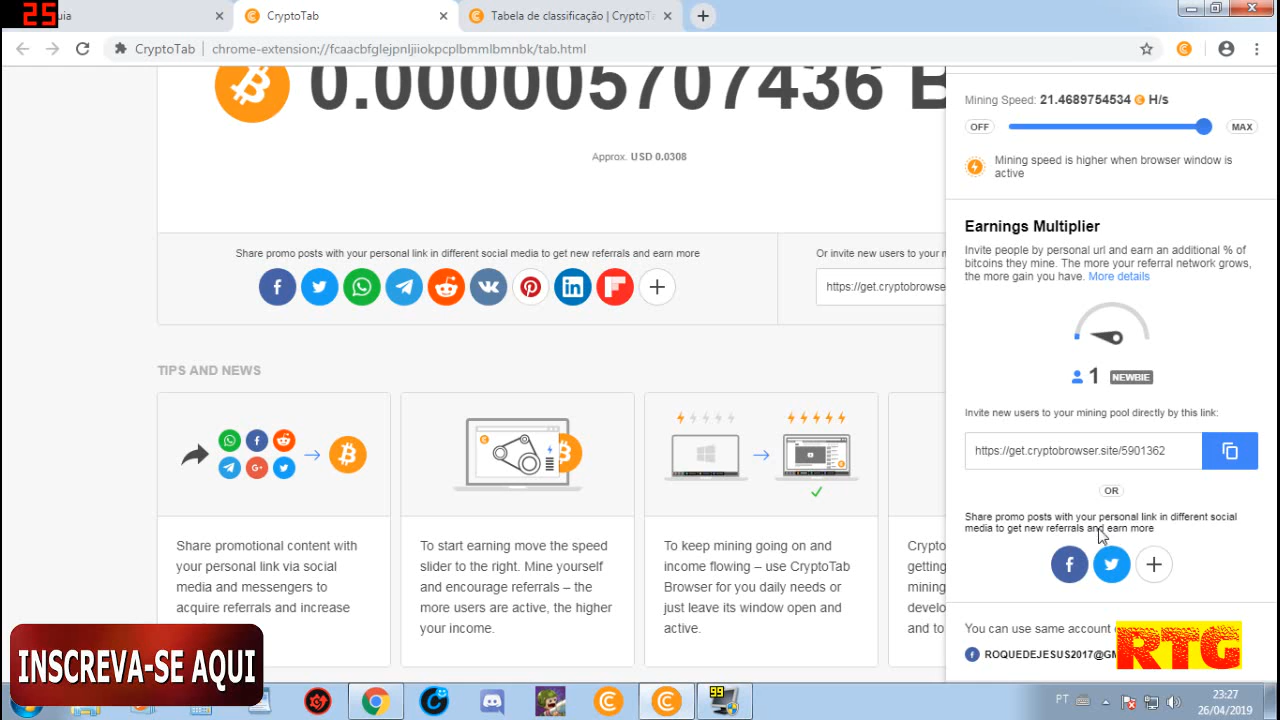 25
uia
CryptoTab
Tabela de classificação | CryptoTa
CryptoTab
chrome-extension://fcaacbfglejpnljjiiokpcplbmmlbmnbk/tab.html
0.000005707436 B
Approx. USD 0.0308
Share promo posts with your personal link in different social media to get new referrals and earn more
Or invite new users to your m
https://get.cryptobrowse
TIPS AND NEWS
Share promotional content with
your personal link via social
media and messengers to
acquire referrals and increase
To start earning move the speed
slider to the right. Mine yourself
and encourage referrals – the
more users are active, the higher
your income.
To keep mining going on and
income flowing – use CryptoTab
Browser for you daily needs or
just leave its window open and
active.
Crypto
getting
mining
develo
and to
Mining Speed: 21.4689754534 H/s
OFF
MAX
Mining speed is higher when browser window is
active
Earnings Multiplier
Invite people by personal url and earn an additional % of
bitcoins they mine. The more your referral network grows,
the more gain you have. More details
1 NEWBIE
Invite new users to your mining pool directly by this link:
https://get.cryptobrowser.site/5901362
OR
Share promo posts with your personal link in different social
media to get new referrals and earn more
You can use same account
ROQUEDEJESUS2017@GM
RTG
INSCREVA-SE AQUI
99
PT
23:27
26/04/2019